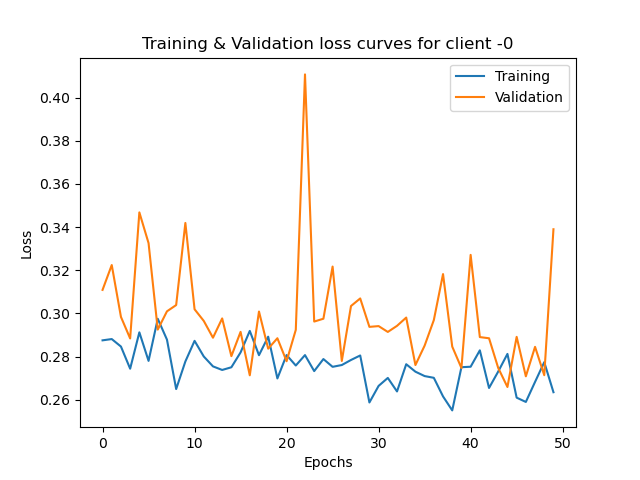 Training & Validation loss curves for client -0
Training
Validation
0.40
0.38
0.36
0.34
0.32
0.30
0.28
0.26
Loss
0 10 20 30 40 50
Epochs